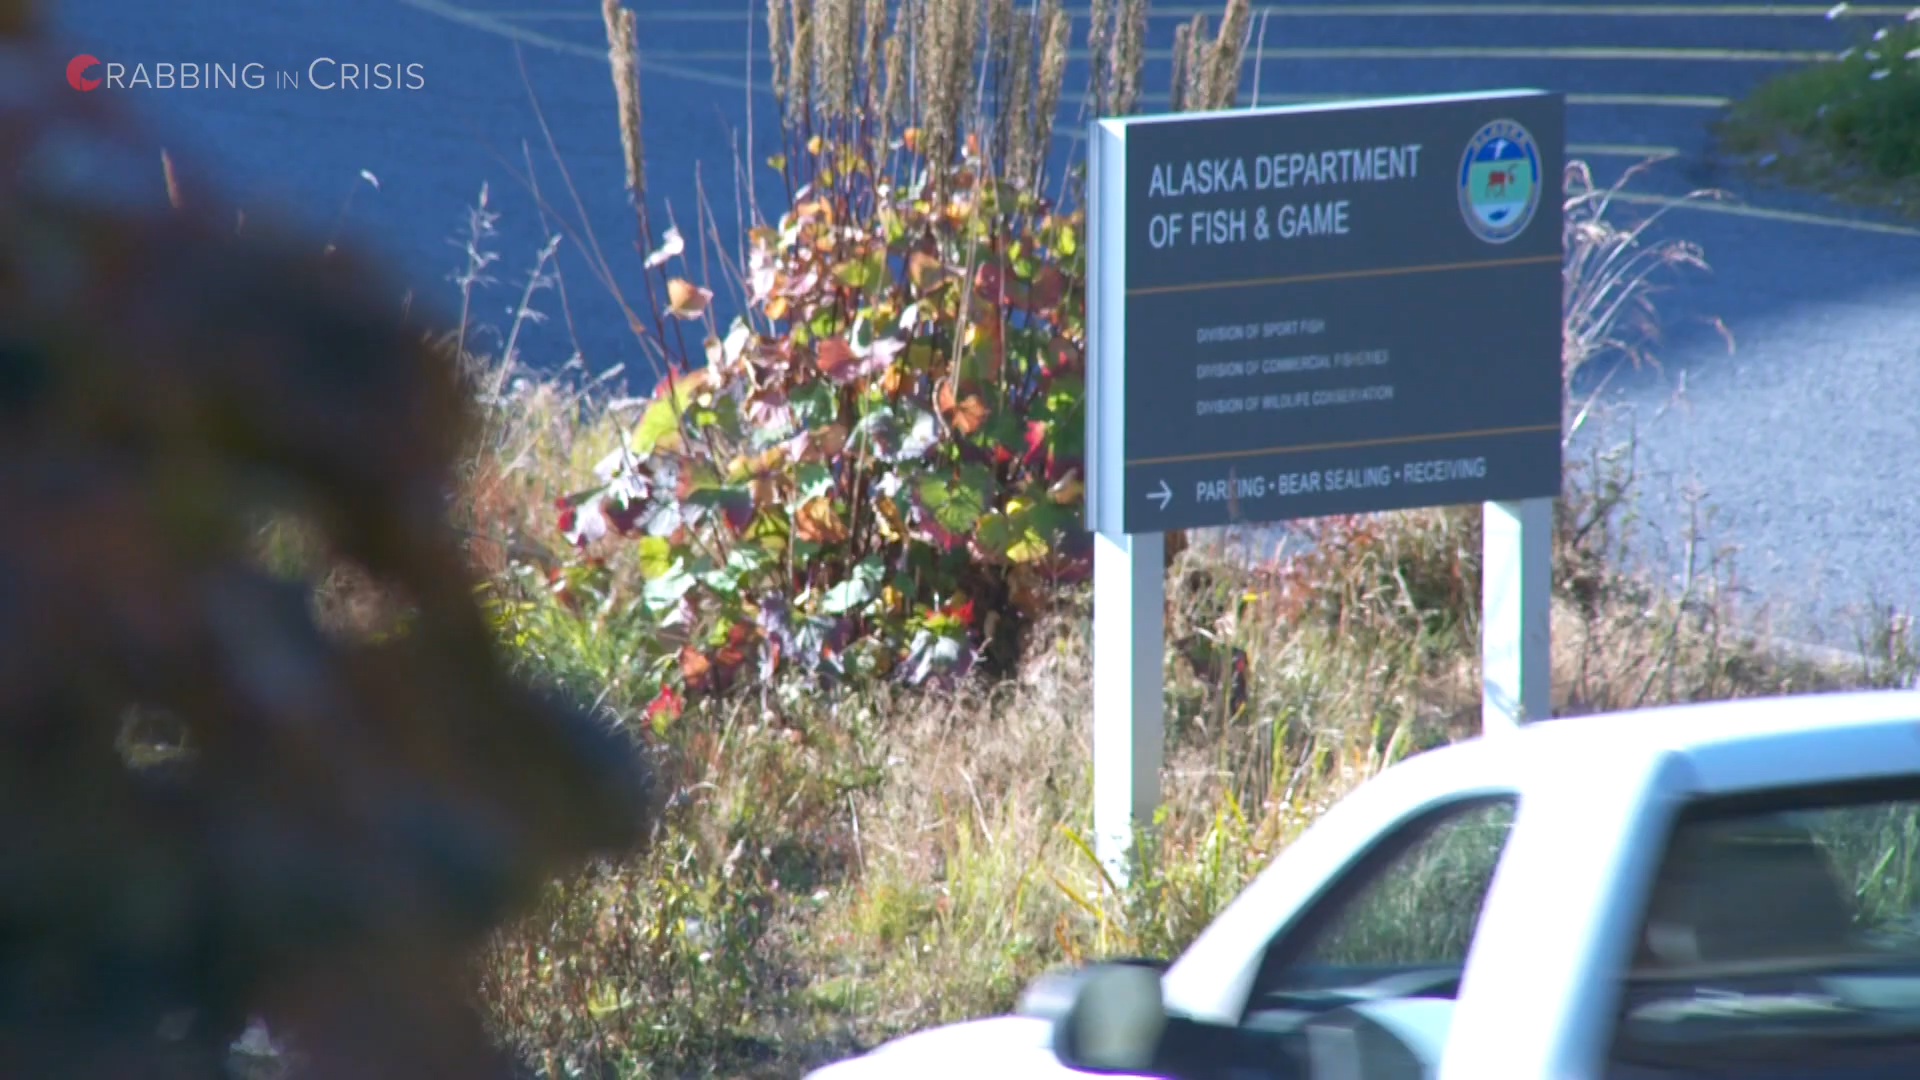 CRABBING IN CRISIS
ALASKA DEPARTMENT
OF FISH & GAME
ALASKA
DIVISION OF SPORT FISH
DIVISION OF COMMERCIAL FISHERIES
DIVISION OF WILDLIFE CONSERVATION
→ PARKING • BEAR SEALING • RECEIVING